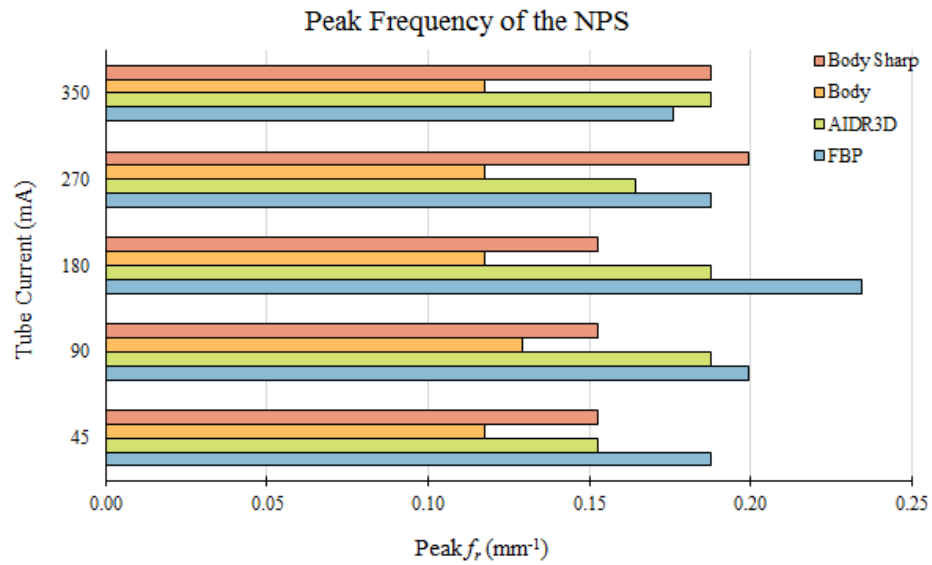 Peak Frequency of the NPS
Body Sharp
Body
AIDR3D
FBP
Tube Current (mA)
350
270
180
90
45
0.00 0.05 0.10 0.15 0.20 0.25
Peak fᵣ (mm⁻¹)